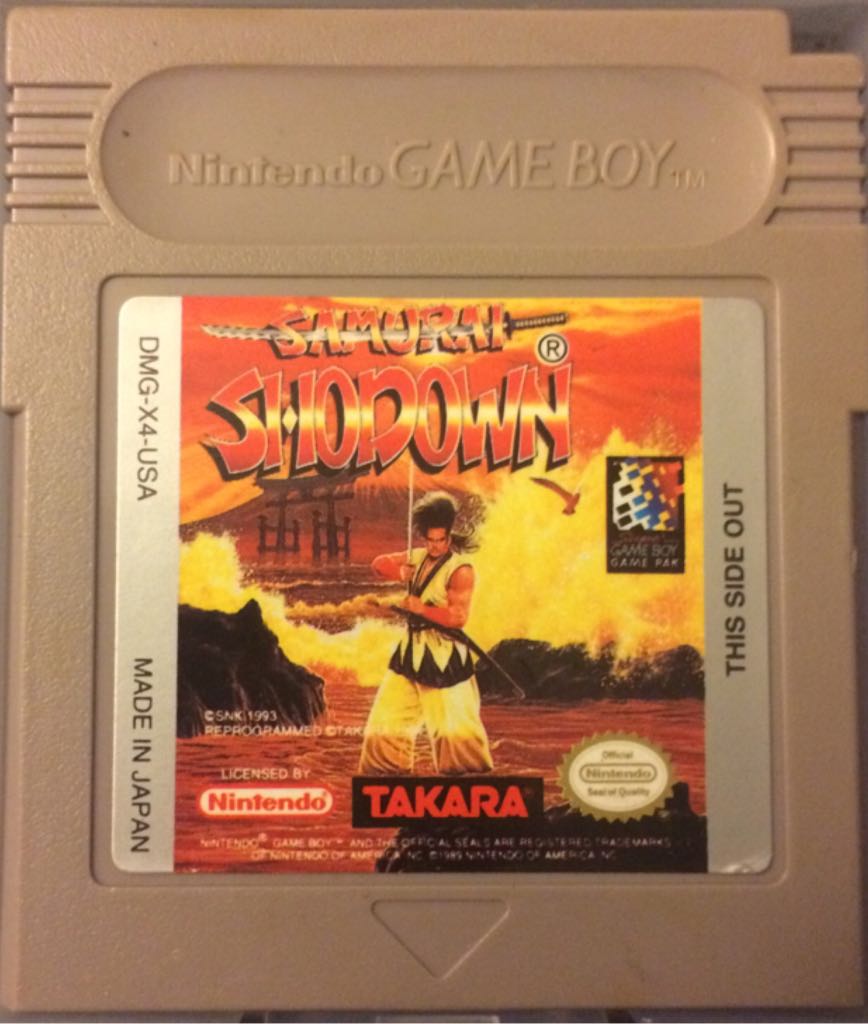 Nintendo GAME BOY TM
SAMURAI
SHODOWN ®
DMG-X4-USA
MADE IN JAPAN
Super
GAME BOY
GAME PAK
THIS SIDE OUT
©SNK 1993
REPROGRAMMED ©TAK
LICENSED BY
Nintendo®
TAKARA
Official
Nintendo
Seal of Quality
NINTENDO® GAME BOY™ AND THE OFFICIAL SEALS ARE REGISTERED TRADEMARKS
OF NINTENDO OF AMERICA INC. ©1989 NINTENDO OF AMERICA INC.